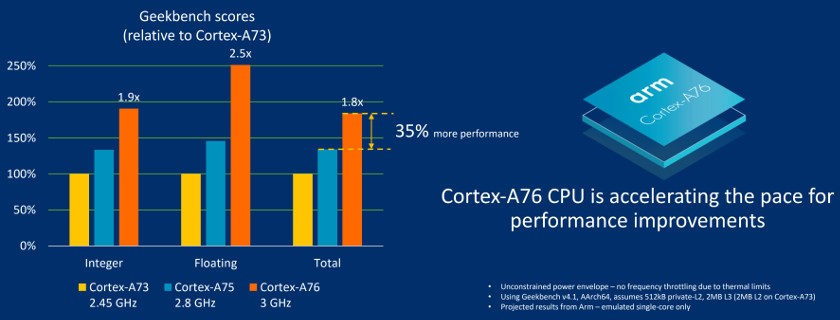 Geekbench scores
(relative to Cortex-A73)
2.5x
250%
200%
1.9x
1.8x
150%
35% more performance
100%
50%
0%
Integer
Floating
Total
Cortex-A73
2.45 GHz
Cortex-A75
2.8 GHz
Cortex-A76
3 GHz
arm
Cortex-A76
Cortex-A76 CPU is accelerating the pace for
performance improvements
• Unconstrained power envelope – no frequency throttling due to thermal limits
• Using Geekbench v4.1, AArch64, assumes 512kB private-L2, 2MB L3 (2MB L2 on Cortex-A73)
• Projected results from Arm – emulated single-core only